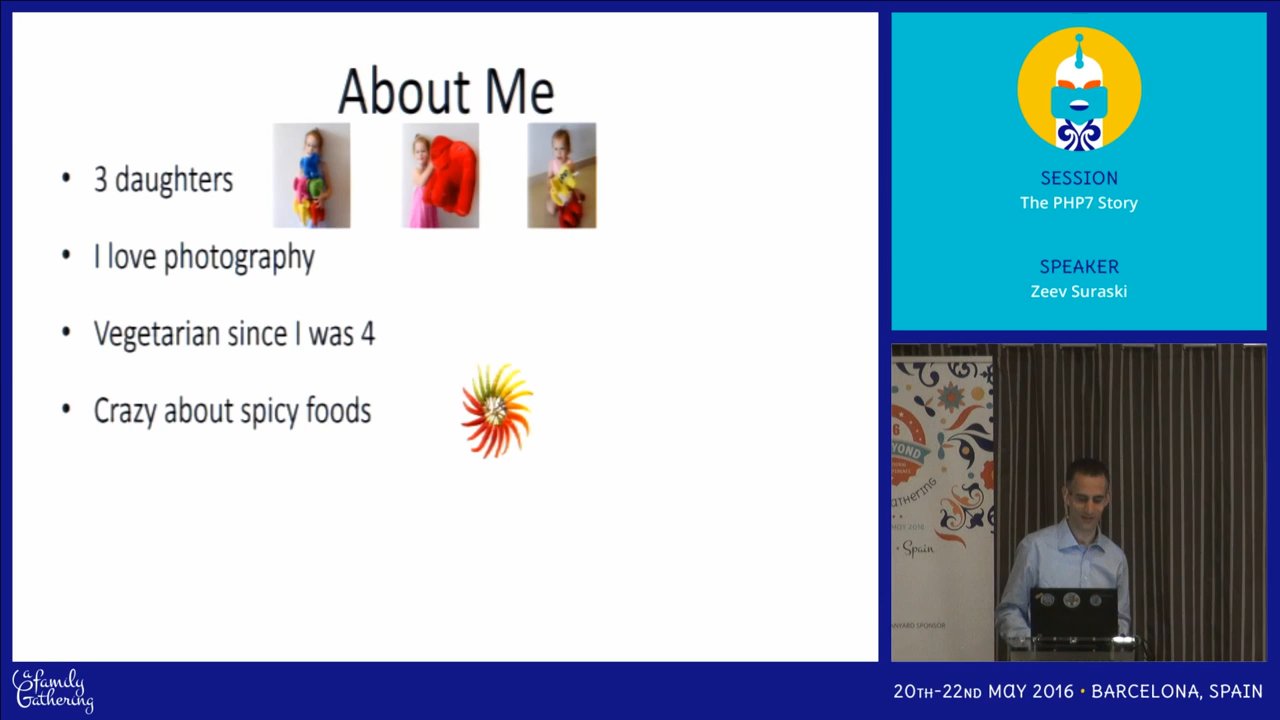 About Me
• 3 daughters
• I love photography
• Vegetarian since I was 4
• Crazy about spicy foods
SESSION
The PHP7 Story
SPEAKER
Zeev Suraski
Spain
a family
Gathering
20TH-22ND MAY 2016 • BARCELONA, SPAIN